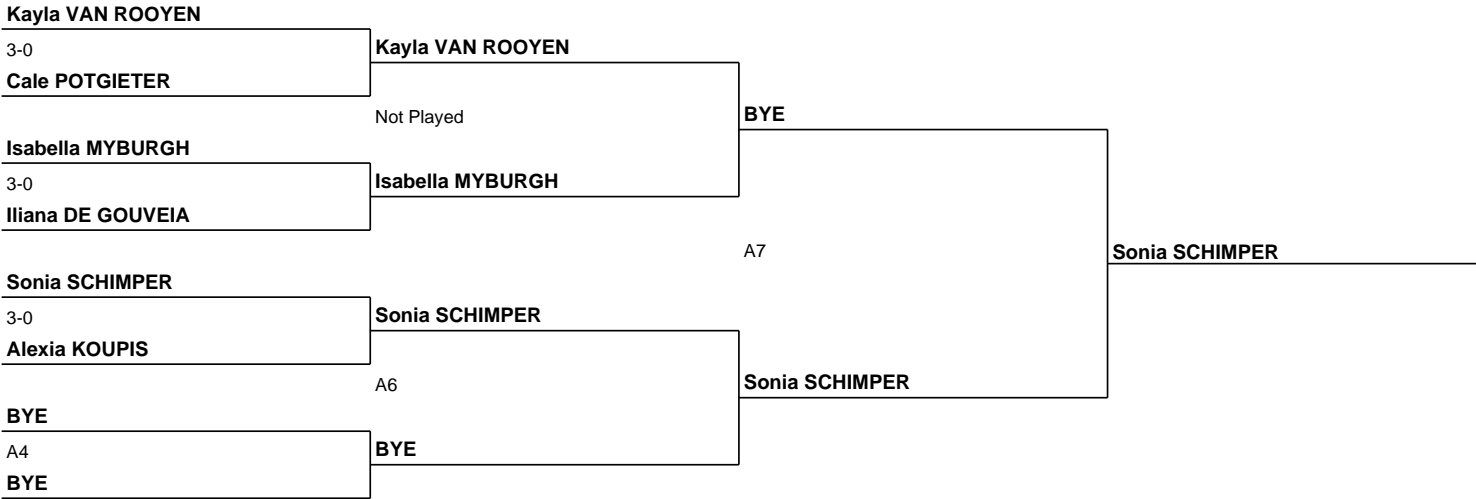 Kayla VAN ROOYEN
3-0
Kayla VAN ROOYEN
Cale POTGIETER
Not Played
BYE
Isabella MYBURGH
3-0
Isabella MYBURGH
Iliana DE GOUVEIA
A7
Sonia SCHIMPER
Sonia SCHIMPER
3-0
Sonia SCHIMPER
Alexia KOUPIS
A6
Sonia SCHIMPER
BYE
A4
BYE
BYE